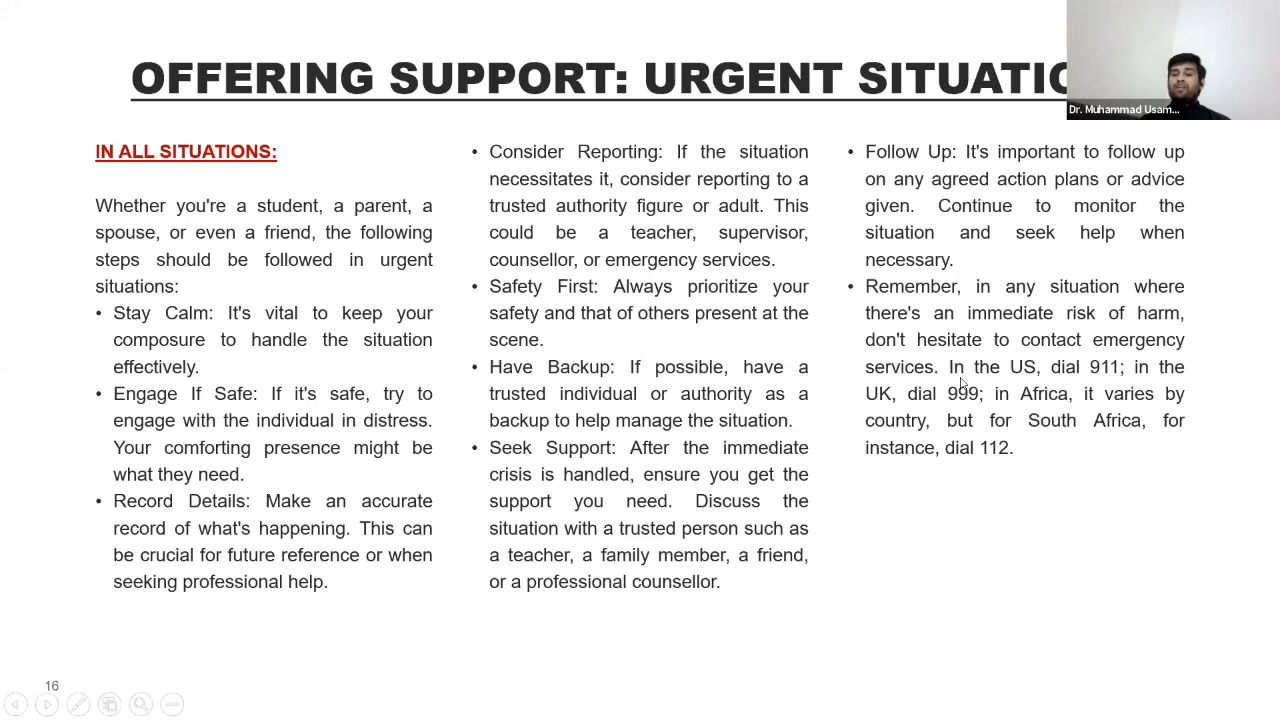 OFFERING SUPPORT: URGENT SITUATIO
Dr. Muhammad Usam...
IN ALL SITUATIONS:
Whether you're a student, a parent, a
spouse, or even a friend, the following
steps should be followed in urgent
situations:
• Stay Calm: It's vital to keep your
composure to handle the situation
effectively.
• Engage If Safe: If it's safe, try to
engage with the individual in distress.
Your comforting presence might be
what they need.
• Record Details: Make an accurate
record of what's happening. This can
be crucial for future reference or when
seeking professional help.
• Consider Reporting: If the situation
necessitates it, consider reporting to a
trusted authority figure or adult. This
could be a teacher, supervisor,
counsellor, or emergency services.
• Safety First: Always prioritize your
safety and that of others present at the
scene.
• Have Backup: If possible, have a
trusted individual or authority as a
backup to help manage the situation.
• Seek Support: After the immediate
crisis is handled, ensure you get the
support you need. Discuss the
situation with a trusted person such as
a teacher, a family member, a friend,
or a professional counsellor.
• Follow Up: It's important to follow up
on any agreed action plans or advice
given. Continue to monitor the
situation and seek help when
necessary.
• Remember, in any situation where
there's an immediate risk of harm,
don't hesitate to contact emergency
services. In the US, dial 911; in the
UK, dial 999; in Africa, it varies by
country, but for South Africa, for
instance, dial 112.
16